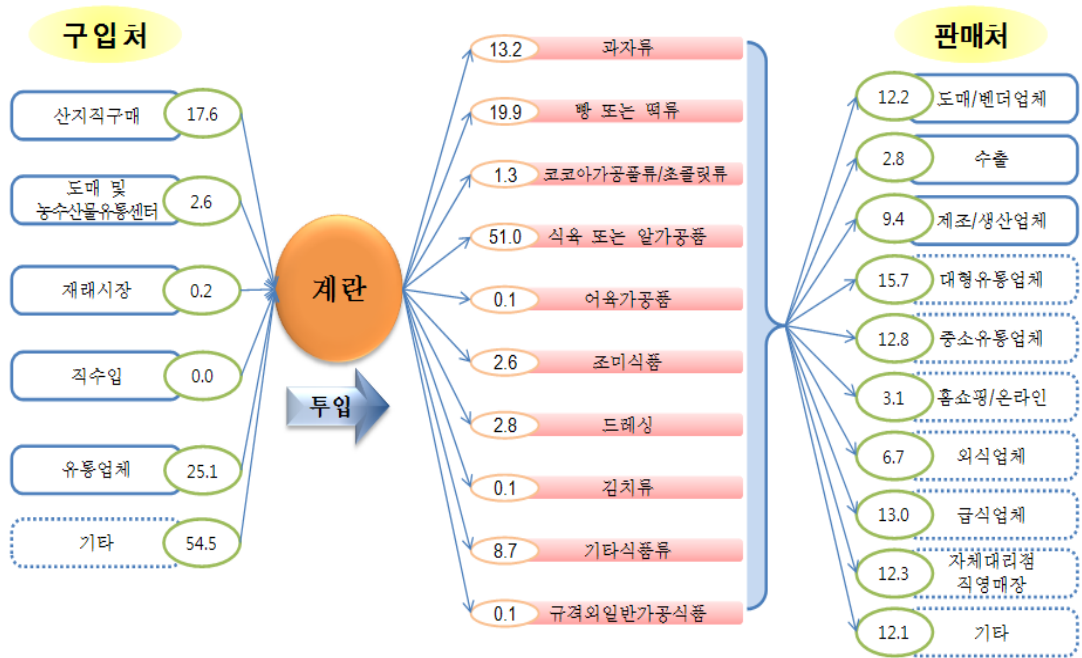 구입처
산지직구매 17.6
도매 및
농수산물유통센터 2.6
재래시장 0.2
직수입 0.0
유통업체 25.1
기타 54.5
계란
투입
13.2 과자류
19.9 빵 또는 떡류
1.3 코코아가공품류/초콜릿류
51.0 식육 또는 알가공품
0.1 어육가공품
2.6 조미식품
2.8 드레싱
0.1 김치류
8.7 기타식품류
0.1 규격외일반가공식품
판매처
12.2 도매/벤더업체
2.8 수출
9.4 제조/생산업체
15.7 대형유통업체
12.8 중소유통업체
3.1 홈쇼핑/온라인
6.7 외식업체
13.0 급식업체
12.3 자체대리점
직영매장
12.1 기타